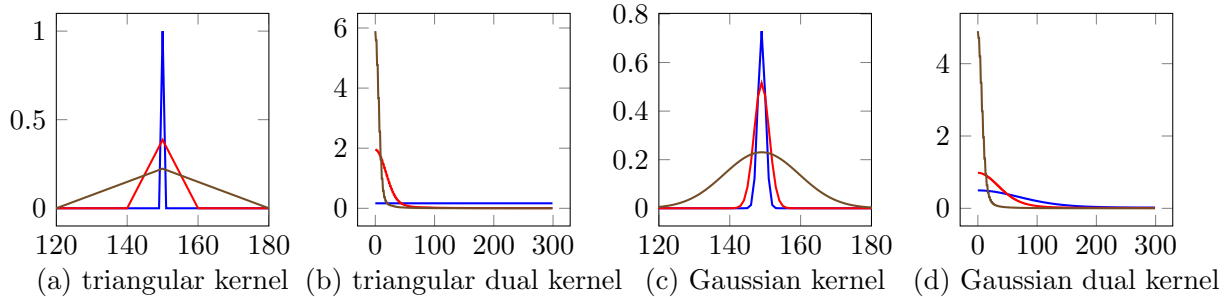 1
0.5
0
120 140 160 180
(a) triangular kernel
6
4
2
0
0 100 200 300
(b) triangular dual kernel
0.8
0.6
0.4
0.2
0
120 140 160 180
(c) Gaussian kernel
4
2
0
0 100 200 300
(d) Gaussian dual kernel